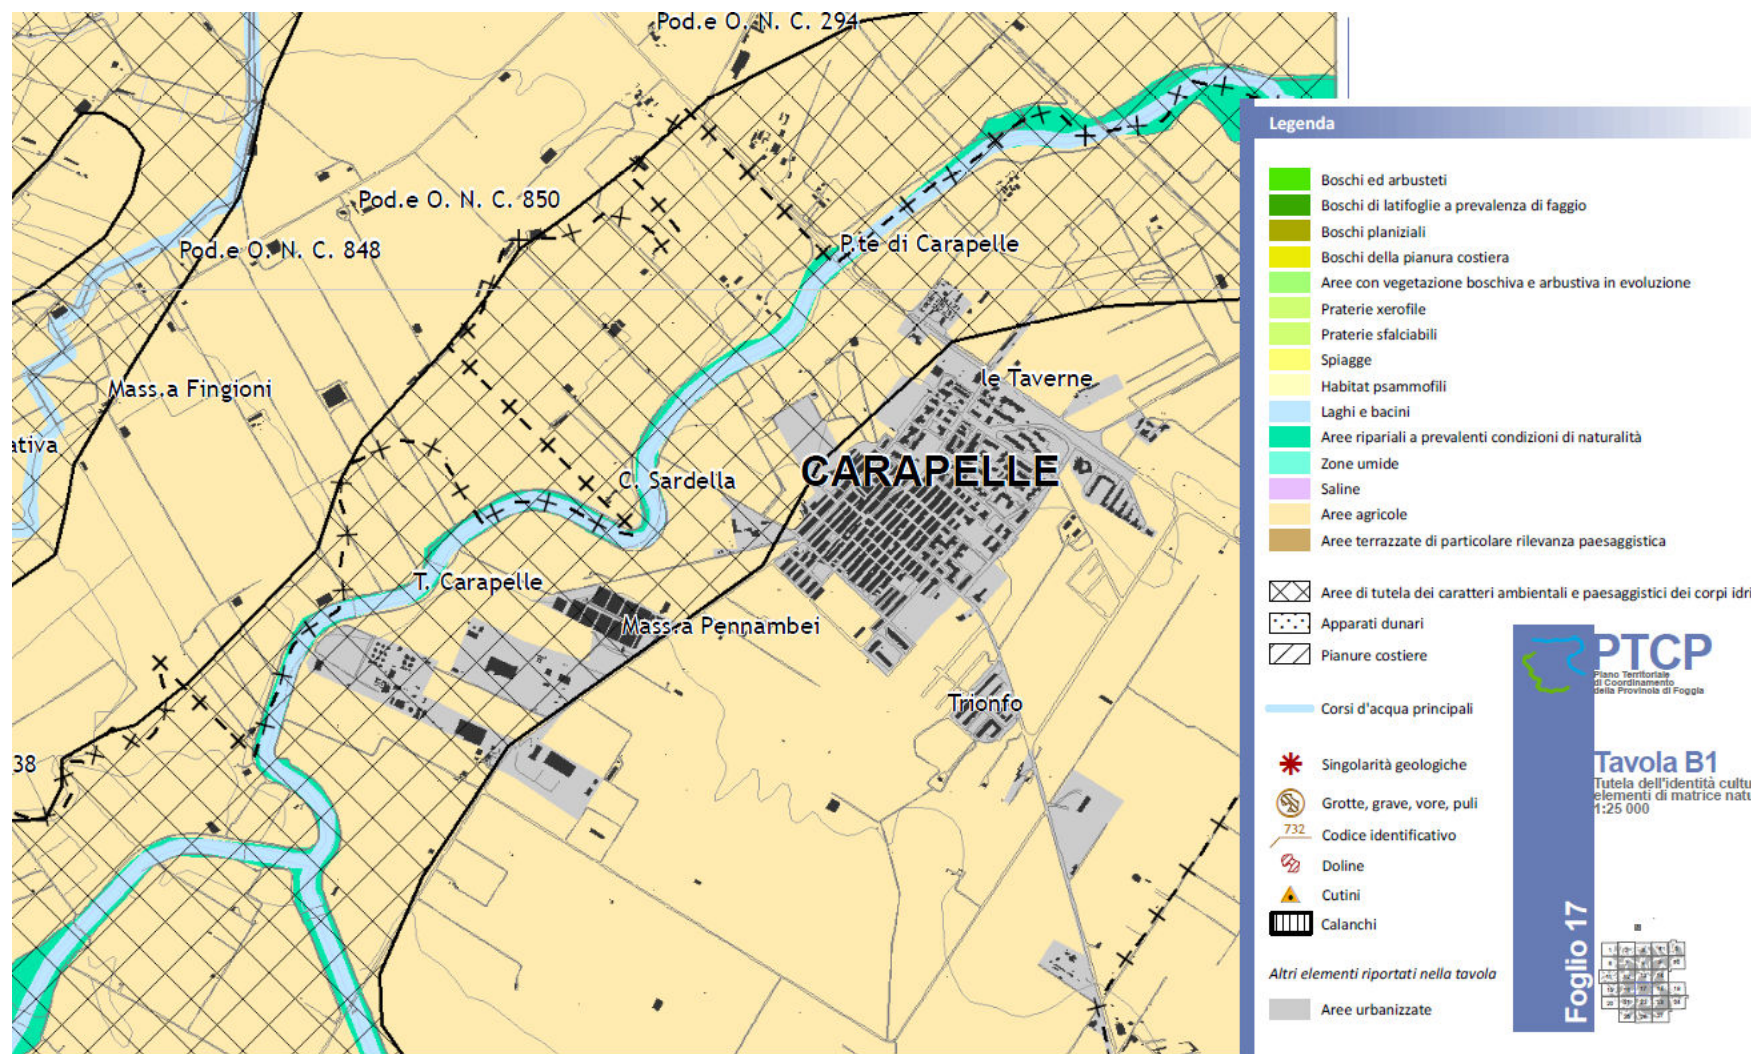 Pod.e O. N. C. 294
Pod.e O. N. C. 850
Pod.e O. N. C. 848
P.te di Carapelle
Mass.a Fingioni
le Taverne
ativa
CARAPELLE
C. Sardella
T. Carapelle
Mass.a Pennambei
Trionfo
38
Legenda
Boschi ed arbusteti
Boschi di latifoglie a prevalenza di faggio
Boschi planiziali
Boschi della pianura costiera
Aree con vegetazione boschiva e arbustiva in evoluzione
Praterie xerofile
Praterie sfalciabili
Spiagge
Habitat psammofili
Laghi e bacini
Aree ripariali a prevalenti condizioni di naturalità
Zone umide
Saline
Aree agricole
Aree terrazzate di particolare rilevanza paesaggistica
Aree di tutela dei caratteri ambientali e paesaggistici dei corpi idri
Apparati dunari
Pianure costiere
Corsi d'acqua principali
Singolarità geologiche
Grotte, grave, vore, puli
732
Codice identificativo
Doline
Cutini
Calanchi
Altri elementi riportati nella tavola
Aree urbanizzate
PTCP
Piano Territoriale
di Coordinamento
della Provincia di Foggia
Tavola B1
Tutela dell'identità cultu
elementi di matrice natu
1:25 000
Foglio 17